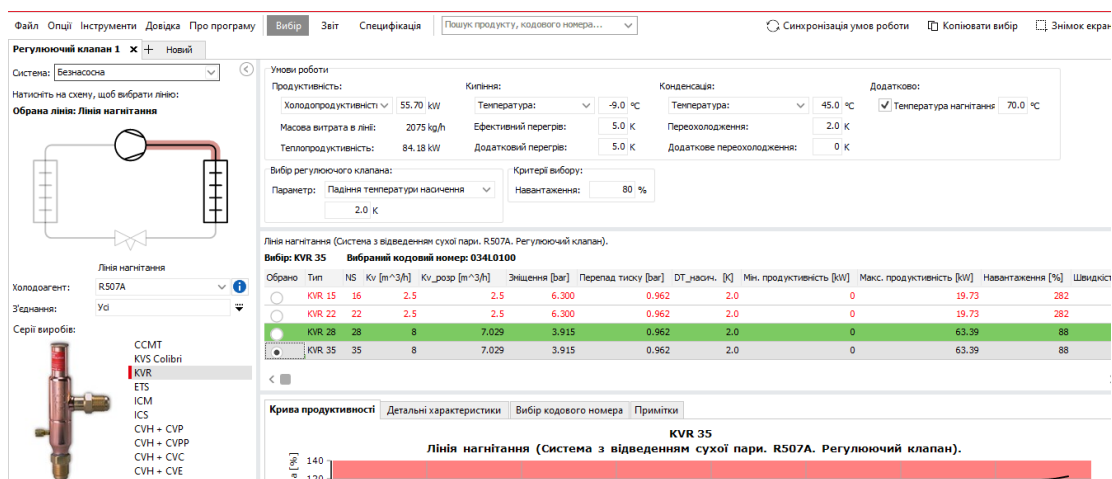 Файл Опції Інструменти Довідка Про програму Вибір Звіт Специфікація Пошук продукту, кодового номера... Синхронізація умов роботи Копіювати вибір Знімок екран
Регулюючий клапан 1 × + Новий
Система: Безнасосна
Натисніть на схему, щоб вибрати лінію:
Обрана лінія: Лінія нагнітання
Лінія нагнітання
Холодоагент: R507A
З'єднання: Усі
Серії виробів:
CCMT
KVS Colibri
KVR
ETS
ICM
ICS
CVH + CVP
CVH + CVPP
CVH + CVC
CVH + CVE
Умови роботи
Продуктивність: Кипіння: Конденсація: Додатково:
Холодопродуктивність 55.70 kW Температура: -9.0 °C Температура: 45.0 °C Температура нагнітання 70.0 °C
Масова витрата в лінії: 2075 kg/h Ефективний перегрів: 5.0 K Переохолодження: 2.0 K
Теплопродуктивність: 84.18 kW Додатковий перегрів: 5.0 K Додаткове переохолодження: 0 K
Вибір регулюючого клапана: Критерії вибору:
Параметр: Падіння температури насичення Навантаження: 80 %
2.0 K
Лінія нагнітання (Система з відведенням сухої пари. R507A. Регулюючий клапан).
Вибір: KVR 35 Вибраний кодовий номер: 034L0100
Обрано Тип NS Kv [m^3/h] Kv_розр [m^3/h] Зміщення [bar] Перепад тиску [bar] DT_насич. [K] Мін. продуктивність [kW] Макс. продуктивність [kW] Навантаження [%] Швидкіст
KVR 15 16 2.5 2.5 6.300 0.962 2.0 0 19.73 282
KVR 22 22 2.5 2.5 6.300 0.962 2.0 0 19.73 282
KVR 28 28 8 7.029 3.915 0.962 2.0 0 63.39 88
KVR 35 35 8 7.029 3.915 0.962 2.0 0 63.39 88
Крива продуктивності Детальні характеристики Вибір кодового номера Примітки
KVR 35
Лінія нагнітання (Система з відведенням сухої пари. R507A. Регулюючий клапан).
140
120